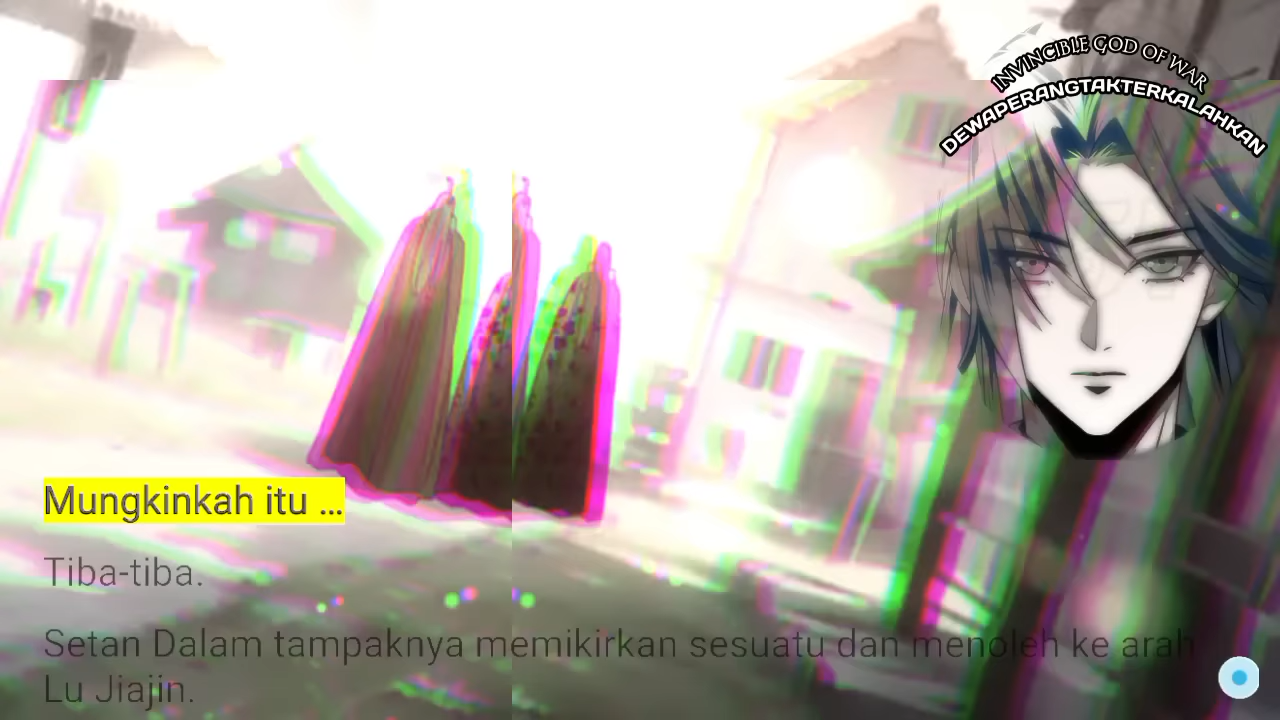 INVINCIBLE GOD OF WAR
DEWAPERANGTAKTERKALAHKAN
Mungkinkah itu ...
Tiba-tiba.
Setan Dalam tampaknya memikirkan sesuatu dan menoleh ke arah
Lu Jiajin.